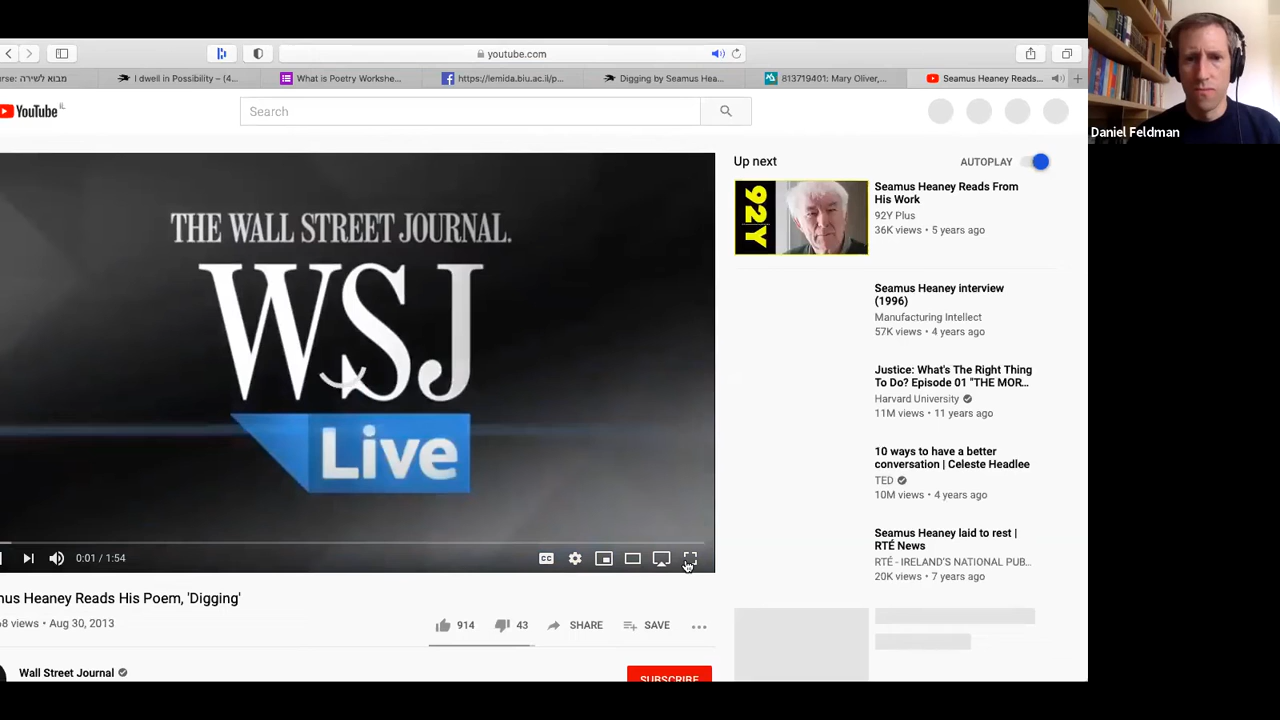 youtube.com
מבוא לשירה
I dwell in Possibility – (4...
What is Poetry Workshe...
https://lemida.biu.ac.il/p...
Digging by Seamus Hea...
813719401: Mary Oliver,...
Seamus Heaney Reads...
YouTube IL
Search
THE WALL STREET JOURNAL.
WSJ
Live
CC
0:01 / 1:54
Heaney Reads His Poem, 'Digging'
views • Aug 30, 2013
914
43
SHARE
SAVE
Wall Street Journal
SUBSCRIBE
Up next
AUTOPLAY
92Y
Seamus Heaney Reads From
His Work
92Y Plus
36K views • 5 years ago
Seamus Heaney interview
(1996)
Manufacturing Intellect
57K views • 4 years ago
Justice: What's The Right Thing
To Do? Episode 01 "THE MOR...
Harvard University
11M views • 11 years ago
10 ways to have a better
conversation | Celeste Headlee
TED
10M views • 4 years ago
Seamus Heaney laid to rest |
RTÉ News
RTÉ - IRELAND'S NATIONAL PUB...
20K views • 7 years ago
Daniel Feldman